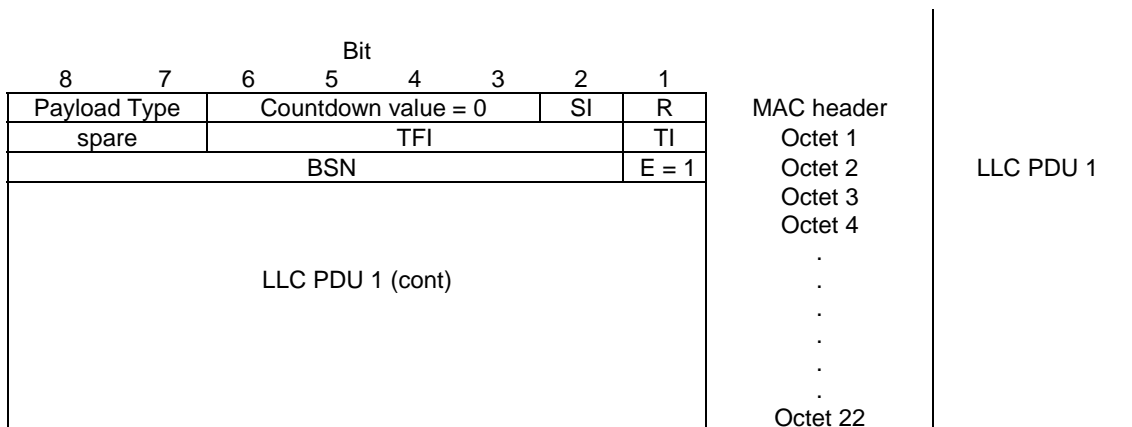 Bit
8 7 6 5 4 3 2 1
Payload Type Countdown value = 0 SI R MAC header
spare TFI TI Octet 1
BSN E = 1 Octet 2 LLC PDU 1
Octet 3
Octet 4
.
LLC PDU 1 (cont) .
.
.
.
.
Octet 22